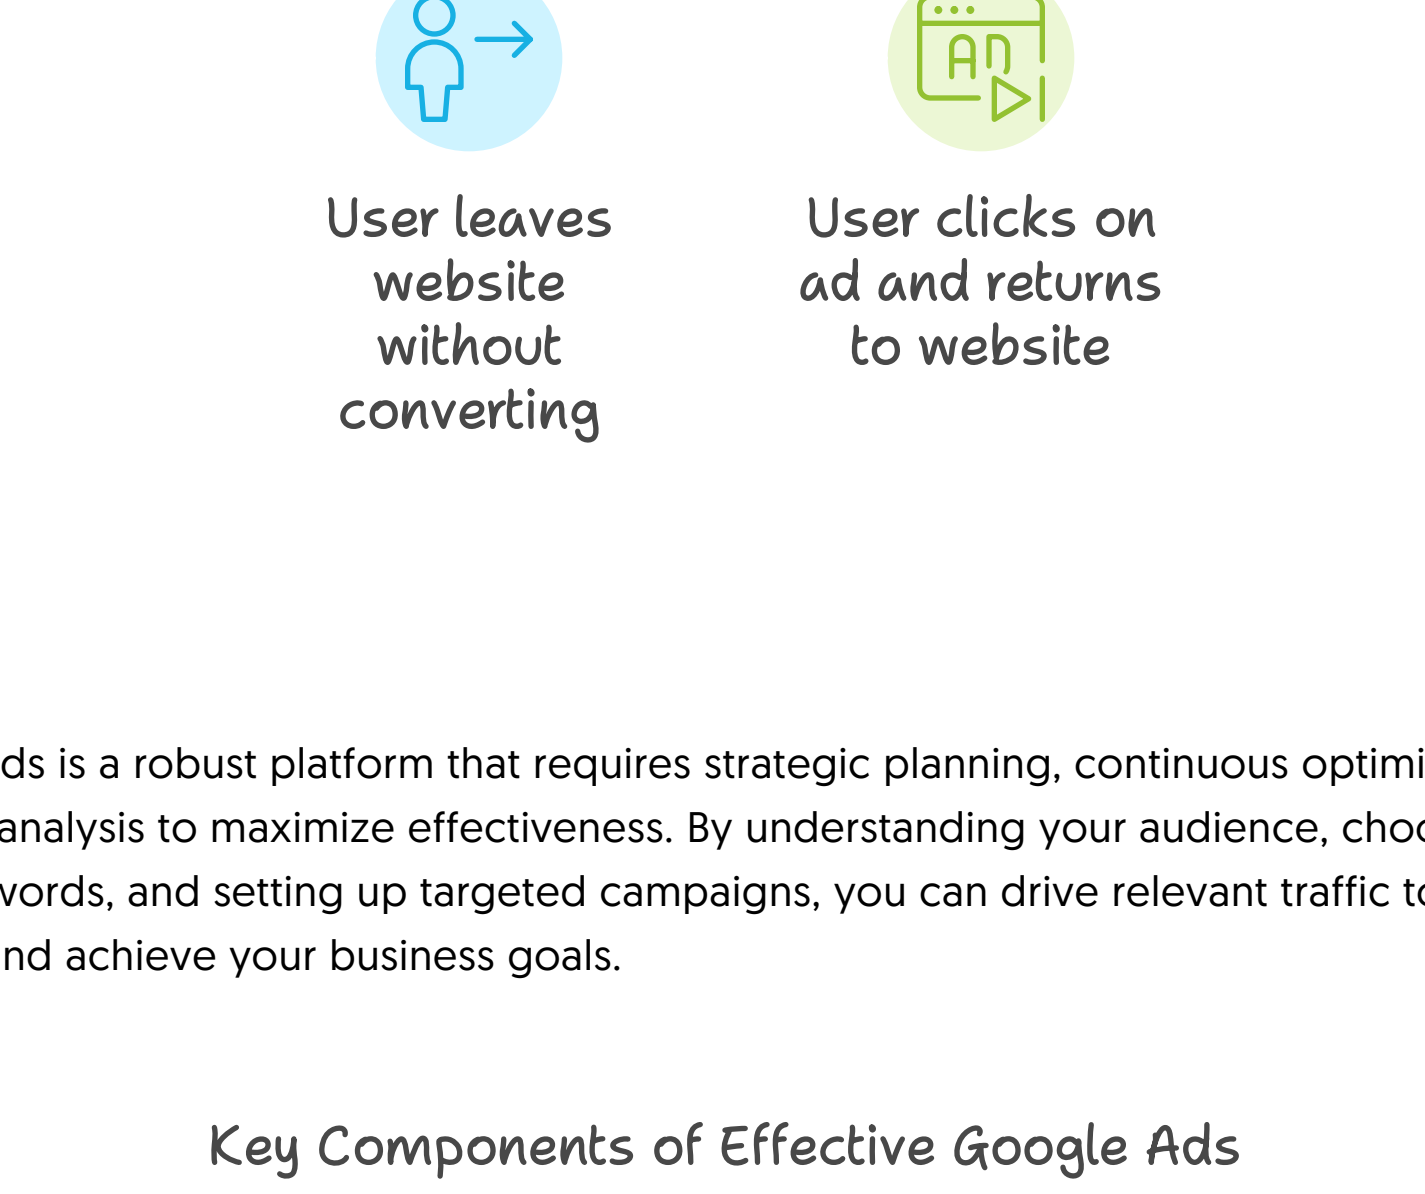 User leaves
website
without
converting
User clicks on
ad and returns
to website
ds is a robust platform that requires strategic planning, continuous optimi
analysis to maximize effectiveness. By understanding your audience, choo
words, and setting up targeted campaigns, you can drive relevant traffic to
nd achieve your business goals.
Key Components of Effective Google Ads